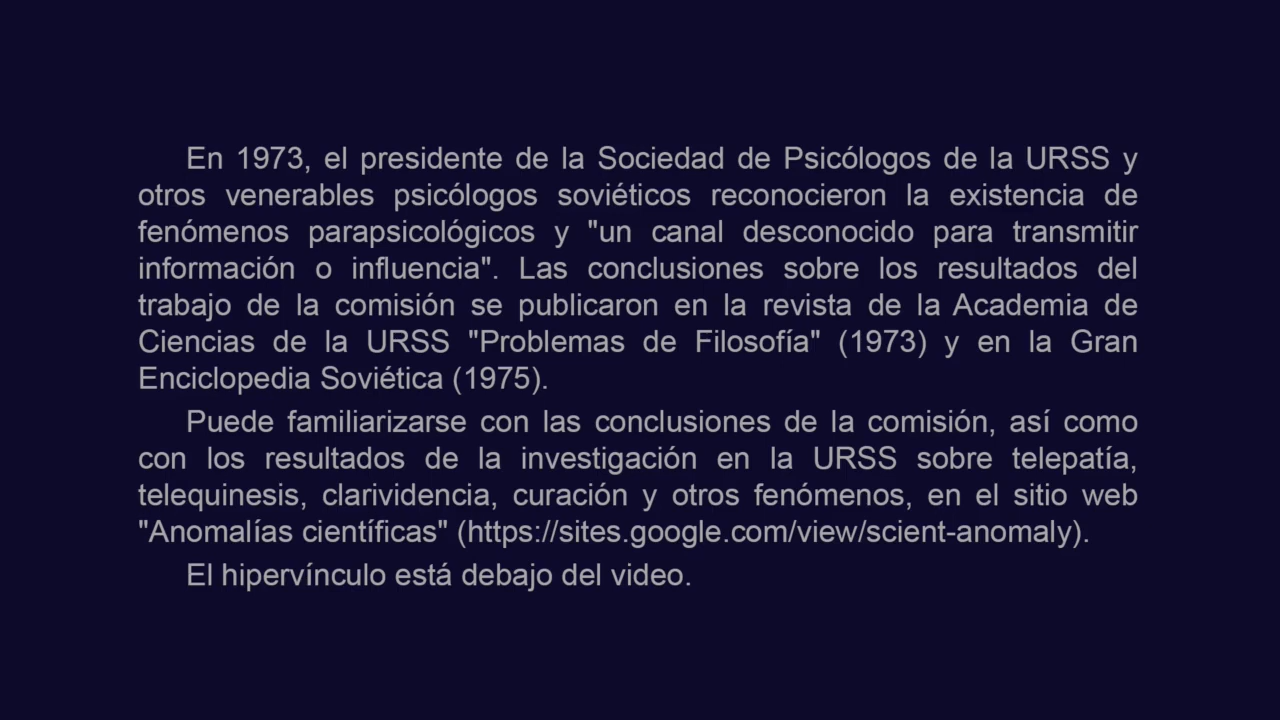 En 1973, el presidente de la Sociedad de Psicólogos de la URSS y
otros venerables psicólogos soviéticos reconocieron la existencia de
fenómenos parapsicológicos y "un canal desconocido para transmitir
información o influencia". Las conclusiones sobre los resultados del
trabajo de la comisión se publicaron en la revista de la Academia de
Ciencias de la URSS "Problemas de Filosofía" (1973) y en la Gran
Enciclopedia Soviética (1975).
Puede familiarizarse con las conclusiones de la comisión, así como
con los resultados de la investigación en la URSS sobre telepatía,
telequinesis, clarividencia, curación y otros fenómenos, en el sitio web
"Anomalías científicas" (https://sites.google.com/view/scient-anomaly).
El hipervínculo está debajo del video.